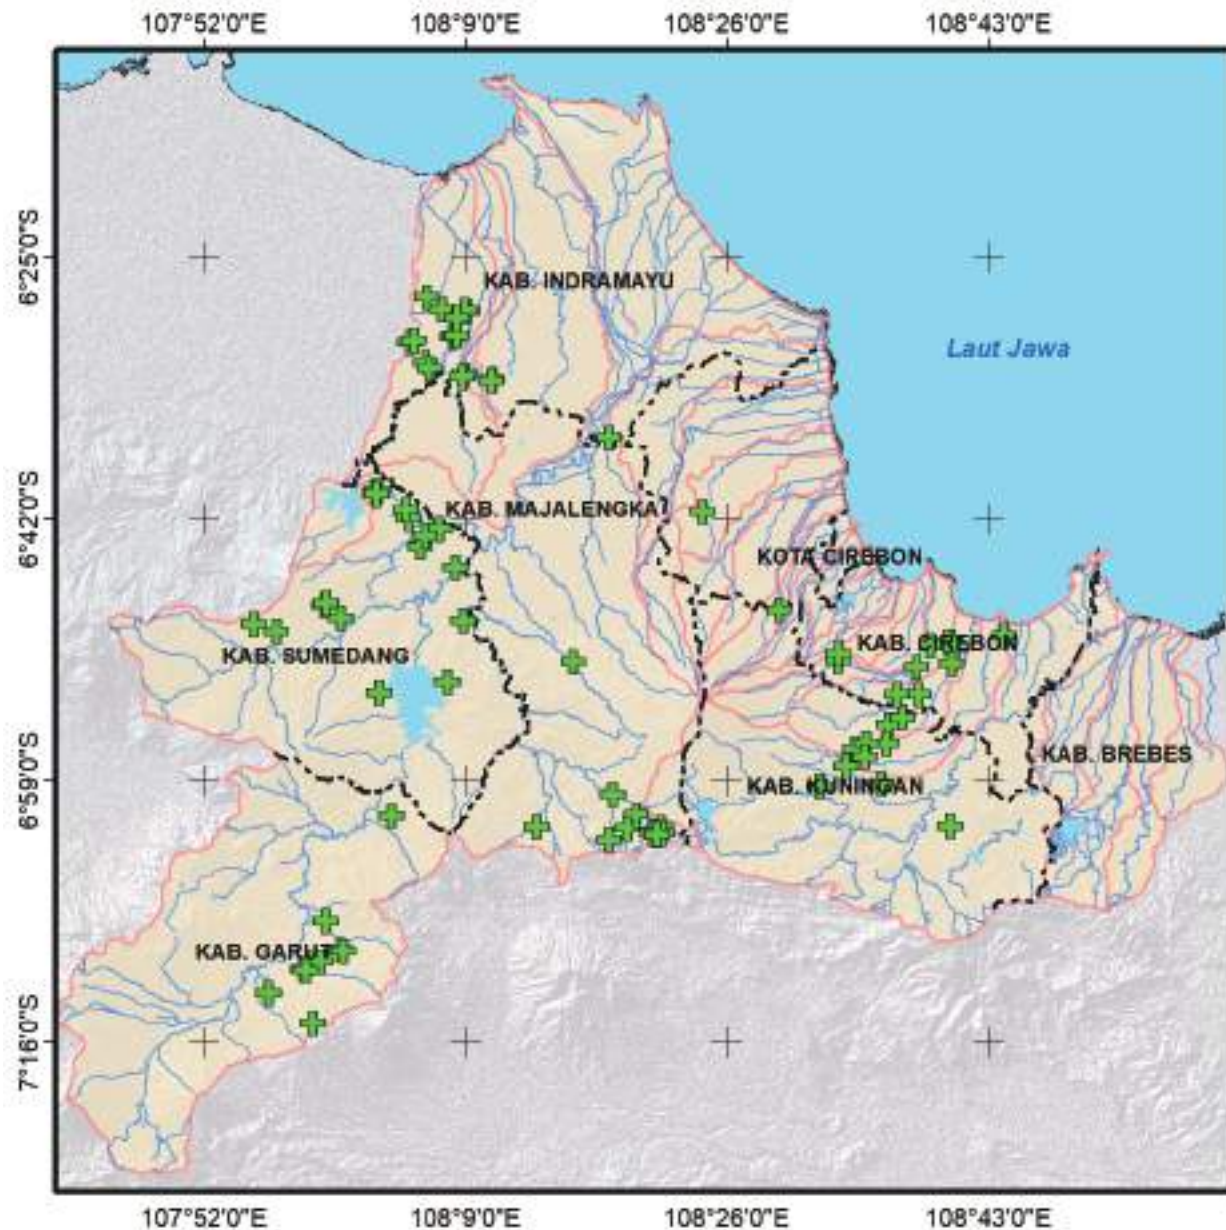 107°52'0"E 108°9'0"E 108°26'0"E 108°43'0"E
6°25'0"S
KAB. INDRAMAYU
Laut Jawa
6°42'0"S
KAB. MAJALENGKA
KOTA CIREBON
KAB. CIREBON
KAB. SUMEDANG
KAB. BREBES
6°59'0"S
KAB. KUNINGAN
KAB. GARUT
7°16'0"S
107°52'0"E 108°9'0"E 108°26'0"E 108°43'0"E